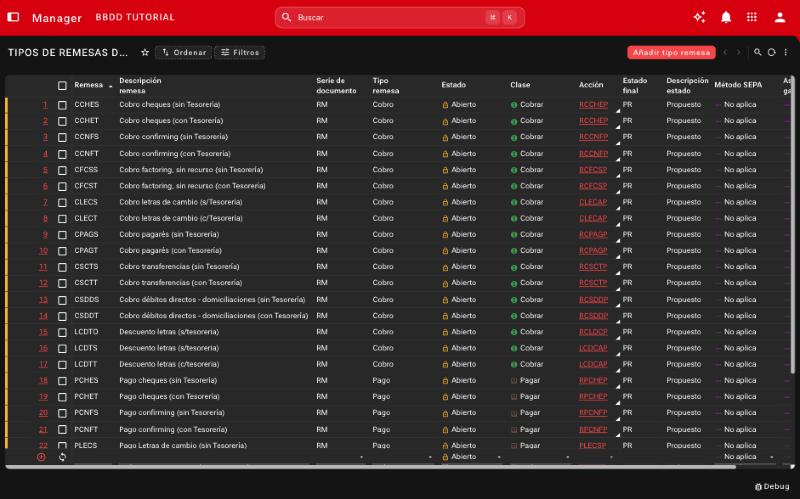 Manager BBDD TUTORIAL Buscar ⌘ K
TIPOS DE REMESAS D... Ordenar Filtros Añadir tipo remesa
Remesa Descripción remesa Serie de documento Tipo remesa Estado Clase Acción Estado final Descripción estado Método SEPA
1 CCHES Cobro cheques (sin Tesorería) RM Cobro Abierto Cobrar RCCHEP PR Propuesto No aplica
2 CCHET Cobro cheques (con Tesorería) RM Cobro Abierto Cobrar RCCHEP PR Propuesto No aplica
3 CCNFS Cobro confirming (sin Tesorería) RM Cobro Abierto Cobrar RCCNFP PR Propuesto No aplica
4 CCNFT Cobro confirming (con Tesorería) RM Cobro Abierto Cobrar RCCNFP PR Propuesto No aplica
5 CFCSS Cobro factoring, sin recurso (sin Tesorería) RM Cobro Abierto Cobrar RCFCSP PR Propuesto No aplica
6 CFCST Cobro factoring, sin recurso (con Tesorería) RM Cobro Abierto Cobrar RCFCSP PR Propuesto No aplica
7 CLECS Cobro letras de cambio (s/Tesorería) RM Cobro Abierto Cobrar CLECAP PR Propuesto No aplica
8 CLECT Cobro letras de cambio (c/Tesorería) RM Cobro Abierto Cobrar CLECAP PR Propuesto No aplica
9 CPAGS Cobro pagarés (sin Tesorería) RM Cobro Abierto Cobrar RCPAGP PR Propuesto No aplica
10 CPAGT Cobro pagarés (con Tesorería) RM Cobro Abierto Cobrar RCPAGP PR Propuesto No aplica
11 CSCTS Cobro transferencias (sin Tesorería) RM Cobro Abierto Cobrar RCSCTP PR Propuesto No aplica
12 CSCTT Cobro transferencias (con Tesorería) RM Cobro Abierto Cobrar RCSCTP PR Propuesto No aplica
13 CSDDS Cobro débitos directos - domiciliaciones (sin Tesorería) RM Cobro Abierto Cobrar RCSDDP PR Propuesto No aplica
14 CSDDT Cobro débitos directos - domiciliaciones (con Tesorería) RM Cobro Abierto Cobrar RCSDDP PR Propuesto No aplica
15 LCDTO Descuento letras (s/tesoreria) RM Cobro Abierto Cobrar RCLDCP PR Propuesto No aplica
16 LCDTS Descuento letras (s/tesoreria) RM Cobro Abierto Cobrar LCDCAP PR Propuesto No aplica
17 LCDTT Descuento letras (c/tesoreria) RM Cobro Abierto Cobrar LCDCAP PR Propuesto No aplica
18 PCHES Pago cheques (sin Tesorería) RM Pago Abierto Pagar RPCHEP PR Propuesto No aplica
19 PCHET Pago cheques (con Tesorería) RM Pago Abierto Pagar RPCHEP PR Propuesto No aplica
20 PCNFS Pago confirming (sin Tesorería) RM Pago Abierto Pagar RPCNFP PR Propuesto No aplica
21 PCNFT Pago confirming (con Tesorería) RM Pago Abierto Pagar RPCNFP PR Propuesto No aplica
22 PLECS Pago Letras de cambio (sin Tesorería) RM Pago Abierto Pagar PLECSP PR Propuesto No aplica
Abierto No aplica
Debug